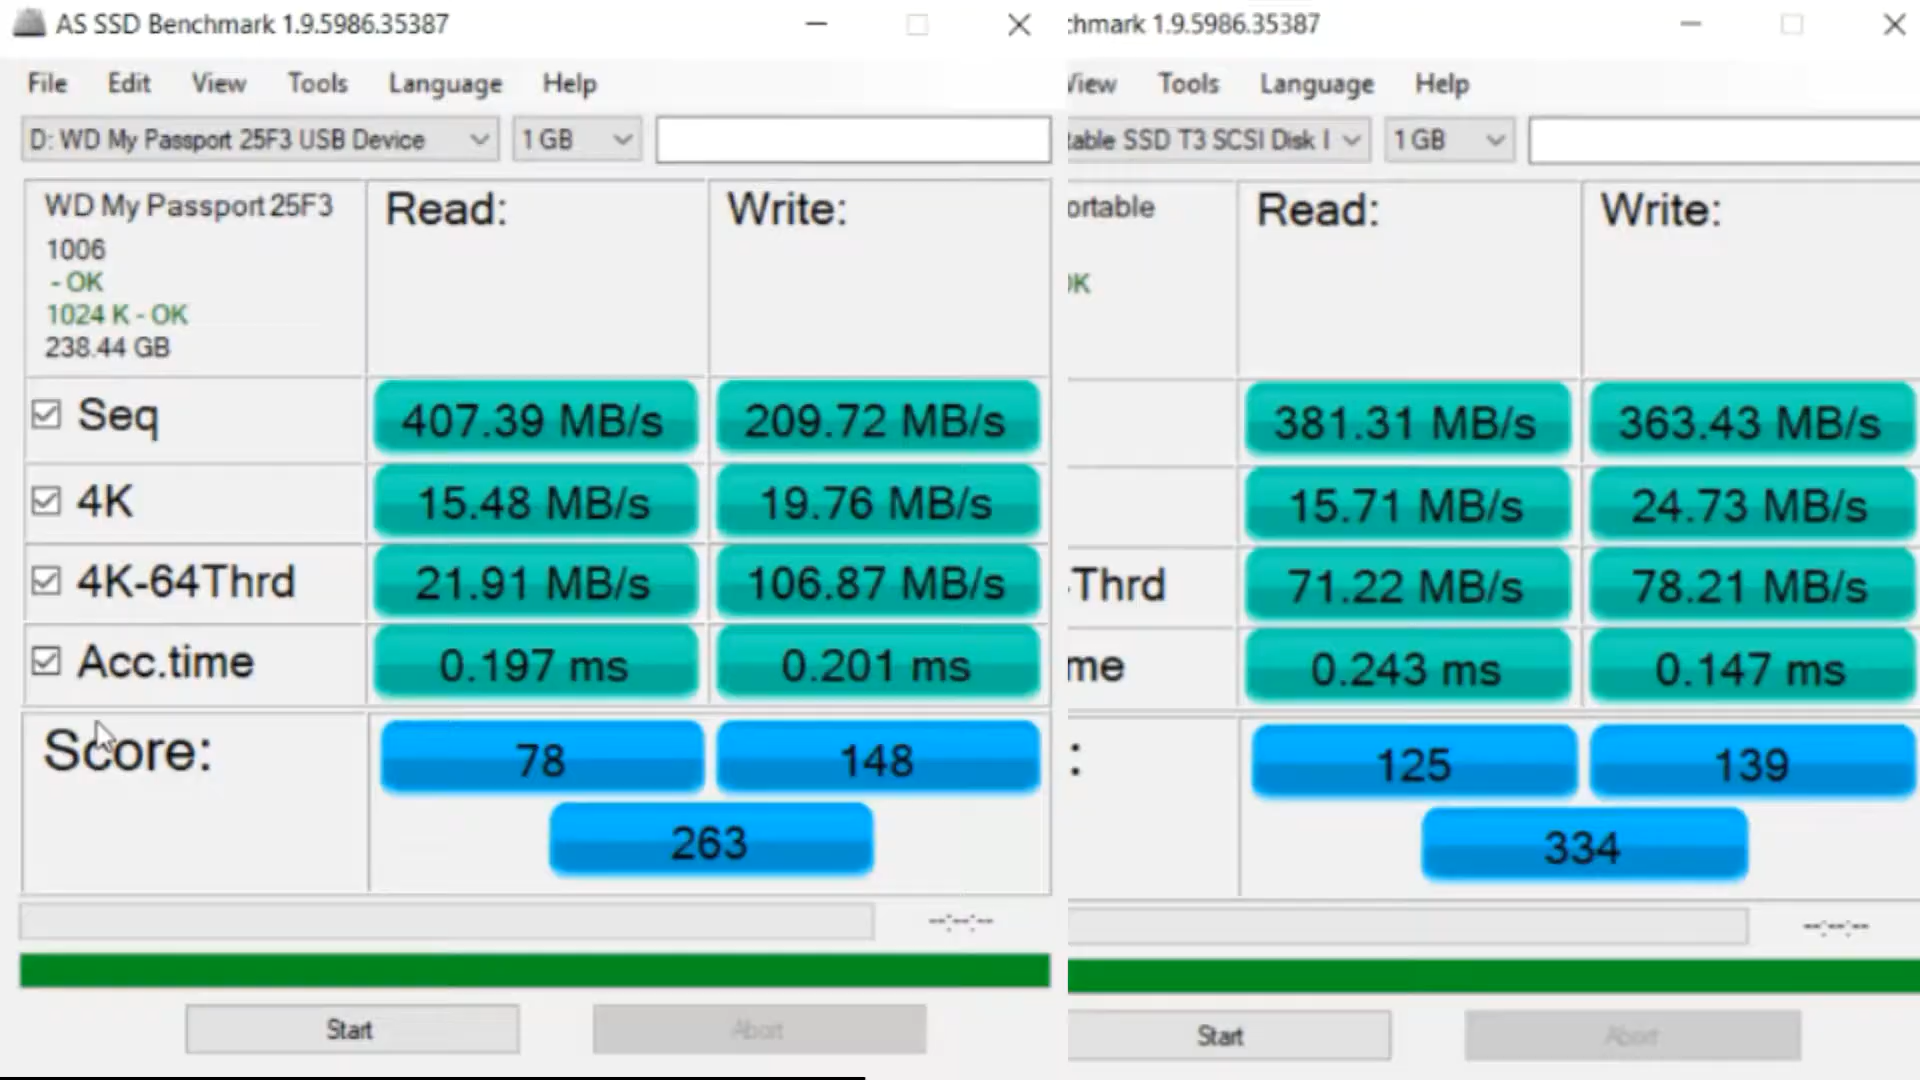 AS SSD Benchmark 1.9.5986.35387
File Edit View Tools Language Help
D: WD My Passport 25F3 USB Device 1 GB
WD My Passport 25F3
1006
- OK
1024 K - OK
238.44 GB
Read: Write:
Seq 407.39 MB/s 209.72 MB/s
4K 15.48 MB/s 19.76 MB/s
4K-64Thrd 21.91 MB/s 106.87 MB/s
Acc.time 0.197 ms 0.201 ms
Score: 78 148
263
--:--:--
Start Abort
chmark 1.9.5986.35387
View Tools Language Help
table SSD T3 SCSI Disk 1 GB
ortable
OK
Read: Write:
381.31 MB/s 363.43 MB/s
15.71 MB/s 24.73 MB/s
-Thrd 71.22 MB/s 78.21 MB/s
me 0.243 ms 0.147 ms
: 125 139
334
--:--:--
Start Abort